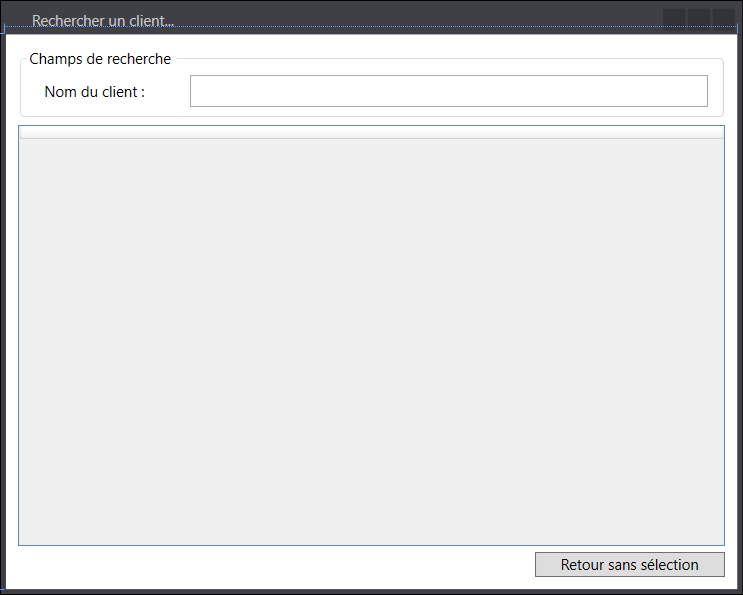 Rechercher un client...
Champs de recherche
Nom du client :
Retour sans sélection